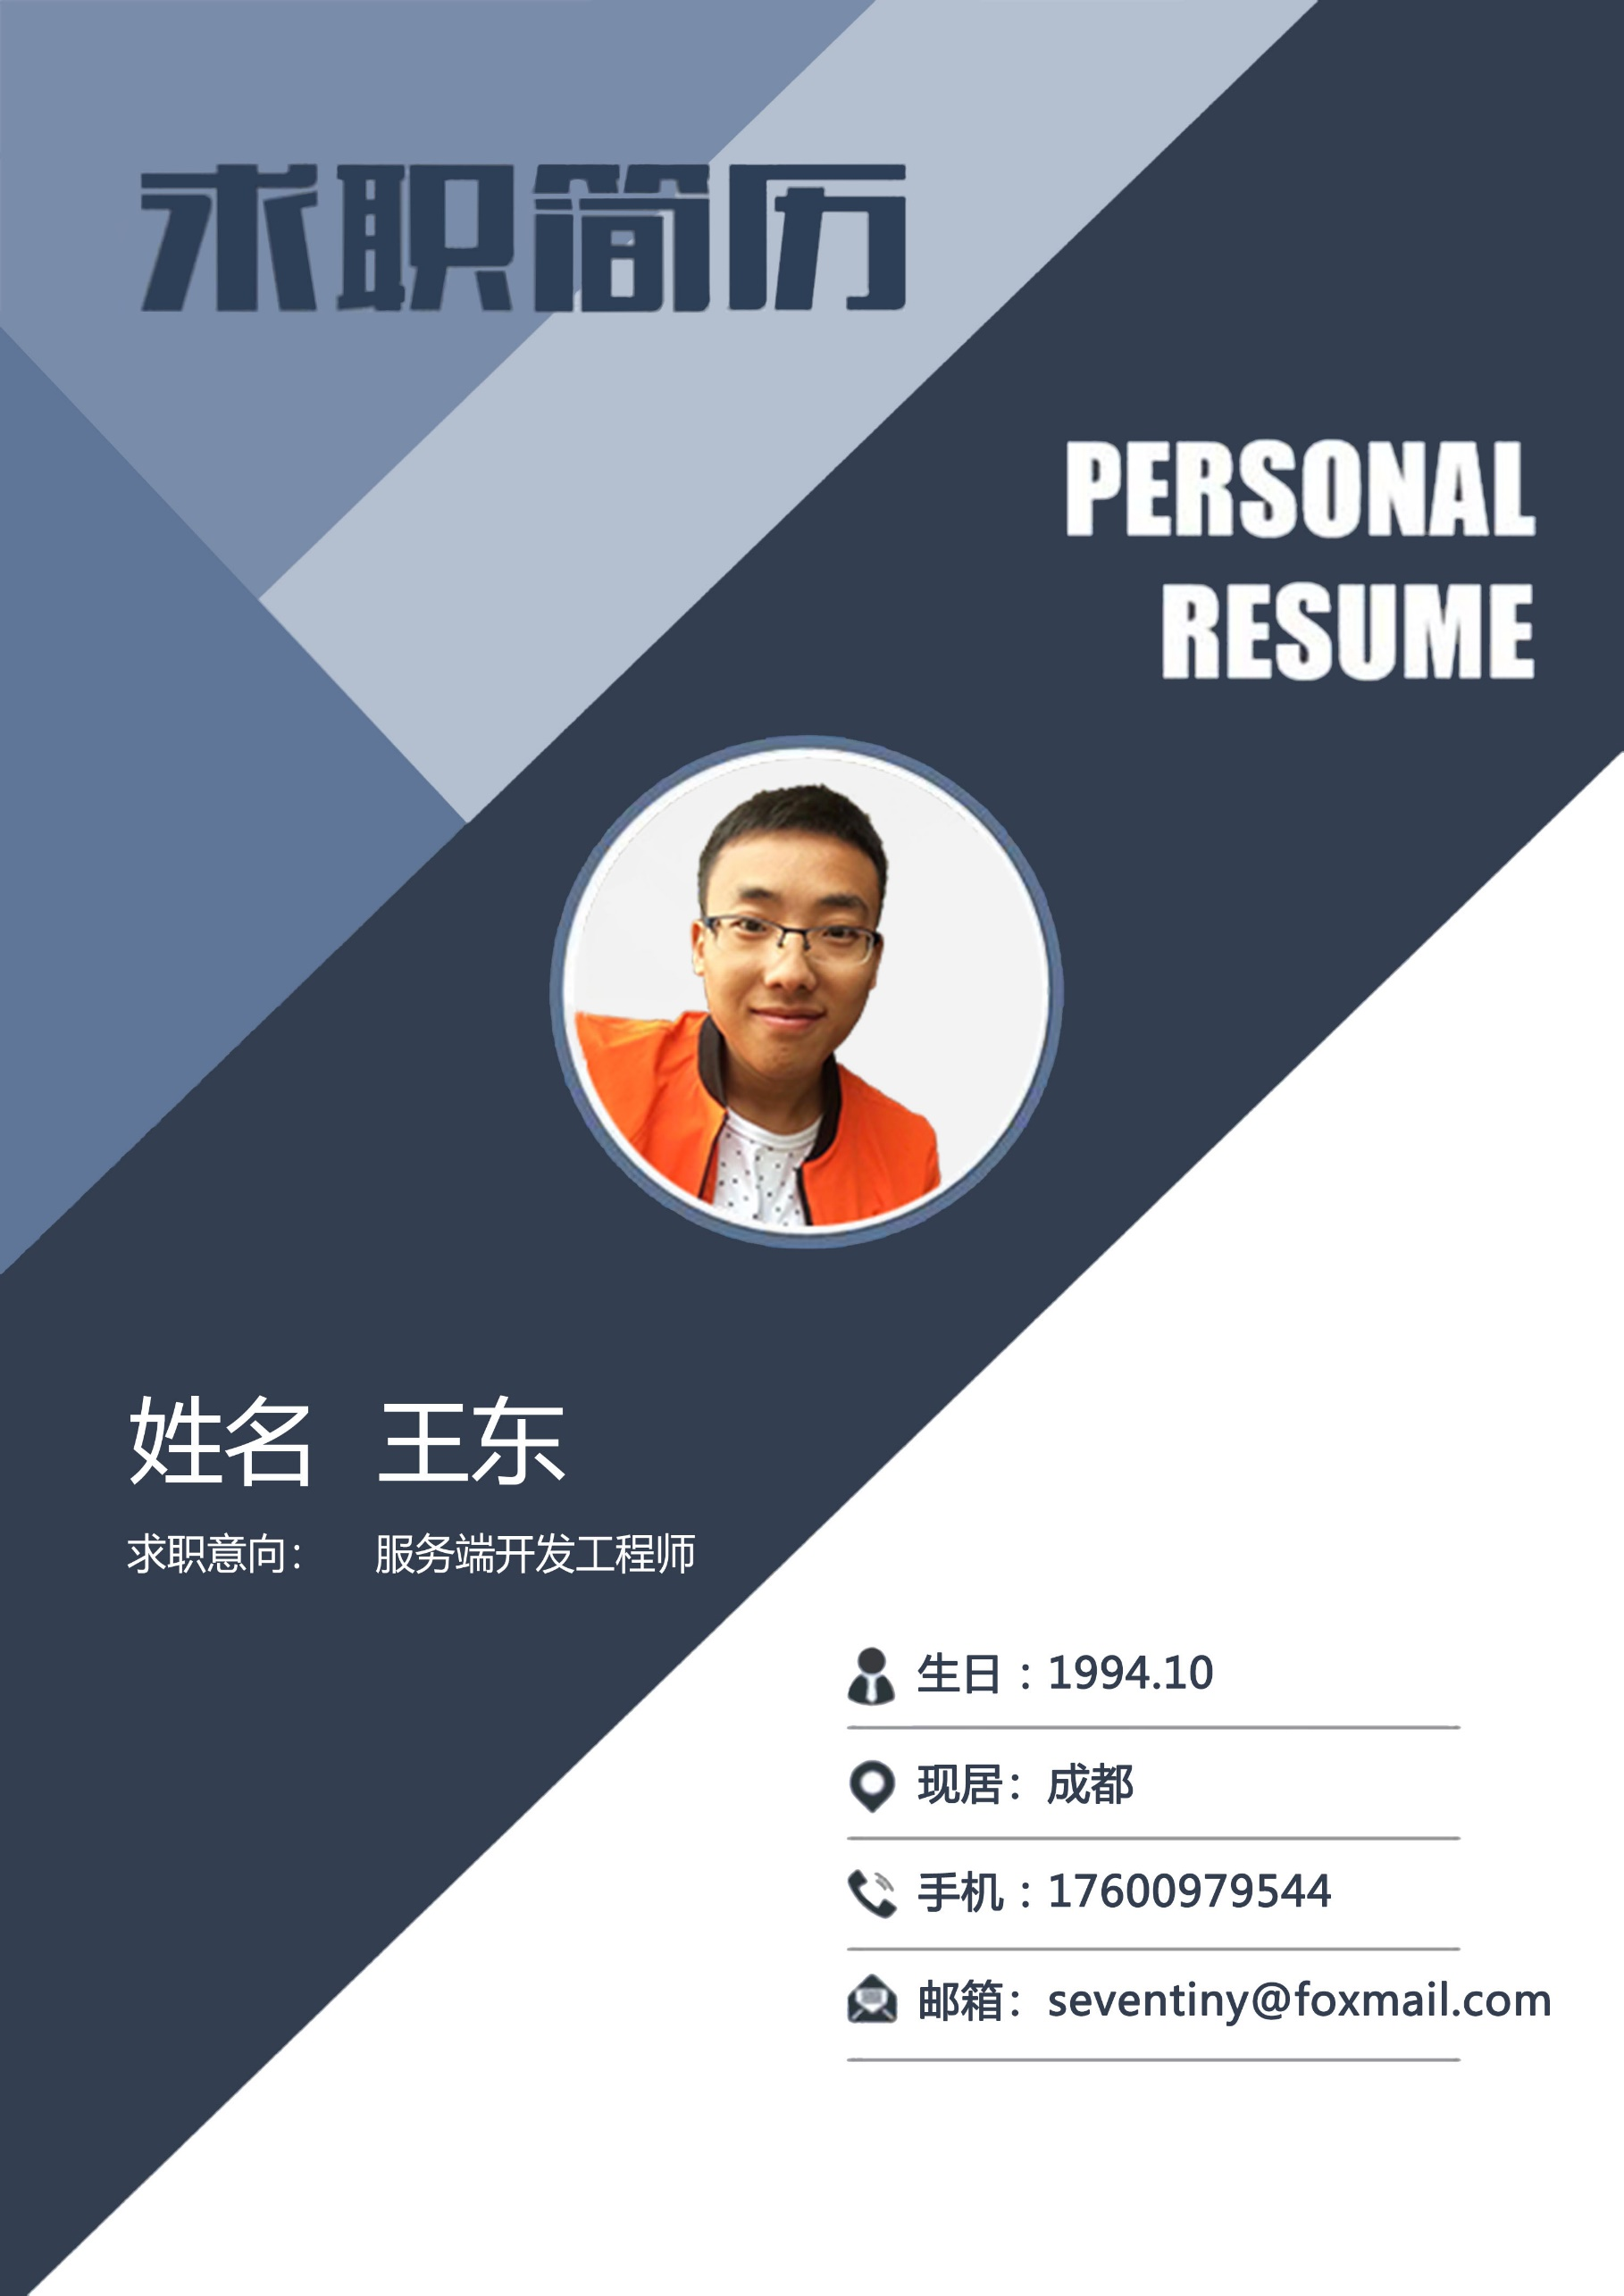 求职简历
PERSONAL
RESUME
姓名 王东
求职意向： 服务端开发工程师
生日：1994.10
现居：成都
手机：17600979544
邮箱：seventiny@foxmail.com